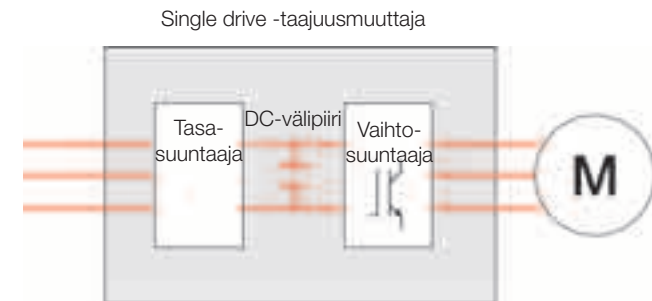 Single drive -taajuusmuuttaja
Tasa-
suuntaaja
DC-välipiiri
Vaihto-
suuntaaja
M